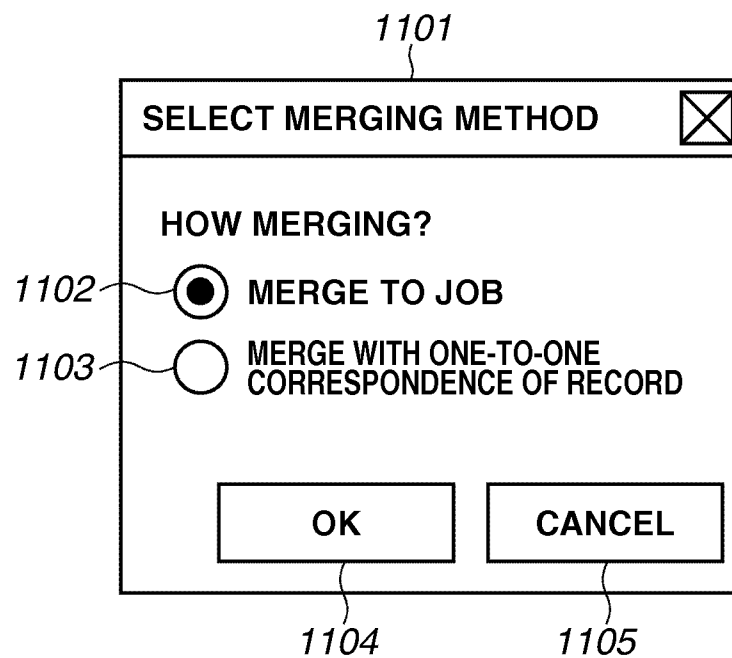 1101
SELECT MERGING METHOD
HOW MERGING?
1102
MERGE TO JOB
1103
MERGE WITH ONE-TO-ONE
CORRESPONDENCE OF RECORD
OK
CANCEL
1104
1105